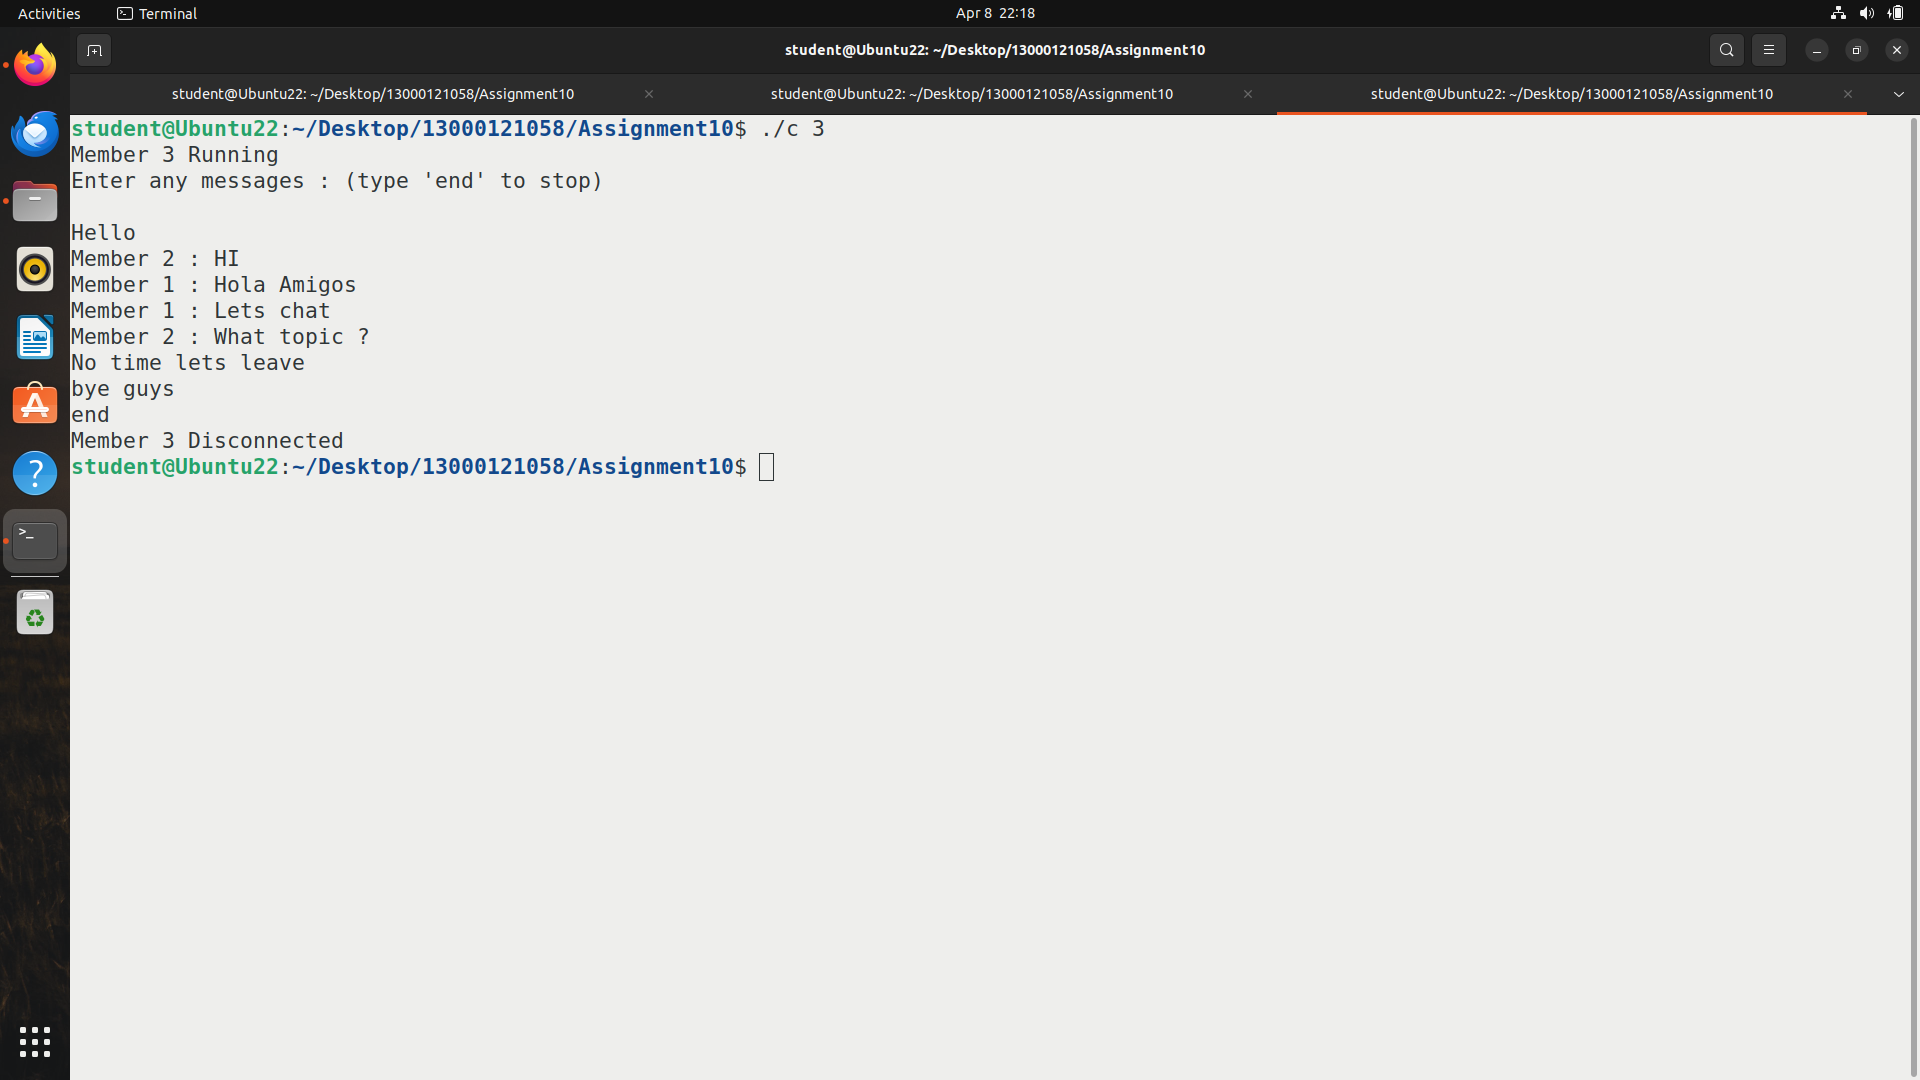 Activities Terminal Apr 8 22:18
student@Ubuntu22: ~/Desktop/13000121058/Assignment10
student@Ubuntu22: ~/Desktop/13000121058/Assignment10 student@Ubuntu22: ~/Desktop/13000121058/Assignment10 student@Ubuntu22: ~/Desktop/13000121058/Assignment10
student@Ubuntu22:~/Desktop/13000121058/Assignment10$ ./c 3
Member 3 Running
Enter any messages : (type 'end' to stop)
Hello
Member 2 : HI
Member 1 : Hola Amigos
Member 1 : Lets chat
Member 2 : What topic ?
No time lets leave
bye guys
end
Member 3 Disconnected
student@Ubuntu22:~/Desktop/13000121058/Assignment10$